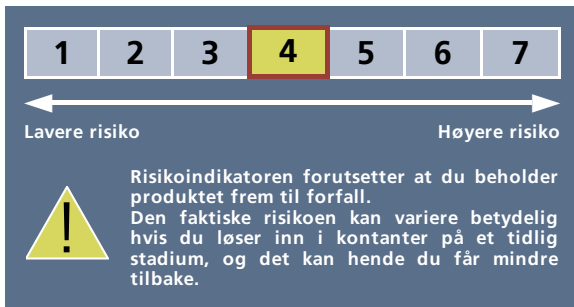 1 2 3 4 5 6 7
Lavere risiko Høyere risiko
Risikoindikatoren forutsetter at du beholder
produktet frem til forfall.
Den faktiske risikoen kan variere betydelig
hvis du løser inn i kontanter på et tidlig
stadium, og det kan hende du får mindre
tilbake.
!